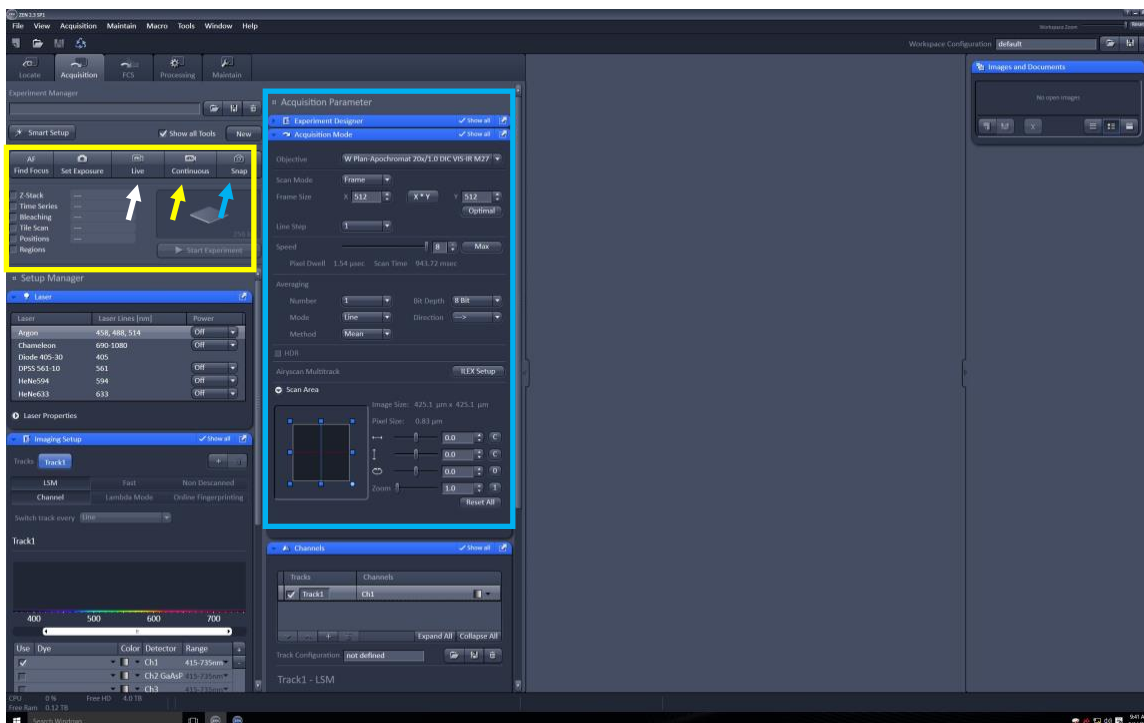 ZEN 2.3 SP1
File View Acquisition Maintain Macro Tools Window Help
Workspace Zoom
Workspace Configuration default
Locate Acquisition FCS Processing Maintain
Experiment Manager
Smart Setup Show all Tools New
AF
Find Focus Set Exposure Live Continuous Snap
Z-Stack ---
Time Series ---
Bleaching ---
Tile Scan ---
Positions ---
Regions
Start Experiment
Setup Manager
Laser
Laser Laser Lines [nm] Power
Argon 458, 488, 514 Off
Chameleon 690-1080 Off
Diode 405-30 405
DPSS 561-10 561 Off
HeNe594 594 Off
HeNe633 633 Off
Laser Properties
Imaging Setup Show all
Tracks Track1 +
LSM Fast Non Descanned
Channel Lambda Mode Online Fingerprinting
Switch track every Line
Track1
400 500 600 700
Use Dye Color Detector Range +
Ch1 415-735nm -
Ch2 GaAsP 415-735nm
Ch3 415-735nm
CPU 0 % Free HD 4.0 TB
Free Ram 0.12 TB
Search Windows
Acquisition Parameter
Experiment Designer Show all
Acquisition Mode Show all
Objective W Plan-Apochromat 20x/1.0 DIC VIS-IR M27
Scan Mode Frame
Frame Size X 512 X * Y Y 512
Optimal
Line Step 1
Speed 8 Max
Pixel Dwell 1.54 µsec Scan Time 943.72 msec
Averaging
Number 1 Bit Depth 8 Bit
Mode Line Direction -->
Method Mean
HDR
Airyscan Multitrack ILEX Setup
Scan Area
Image Size: 425.1 µm x 425.1 µm
Pixel Size: 0.83 µm
0.0 C
0.0 C
0.0 0
Zoom 1.0 1
Reset All
Channels Show all
Tracks Channels
Track1 Ch1
+ Expand All Collapse All
Track Configuration not defined
Track1 - LSM
Images and Documents
No open images
9:41 A